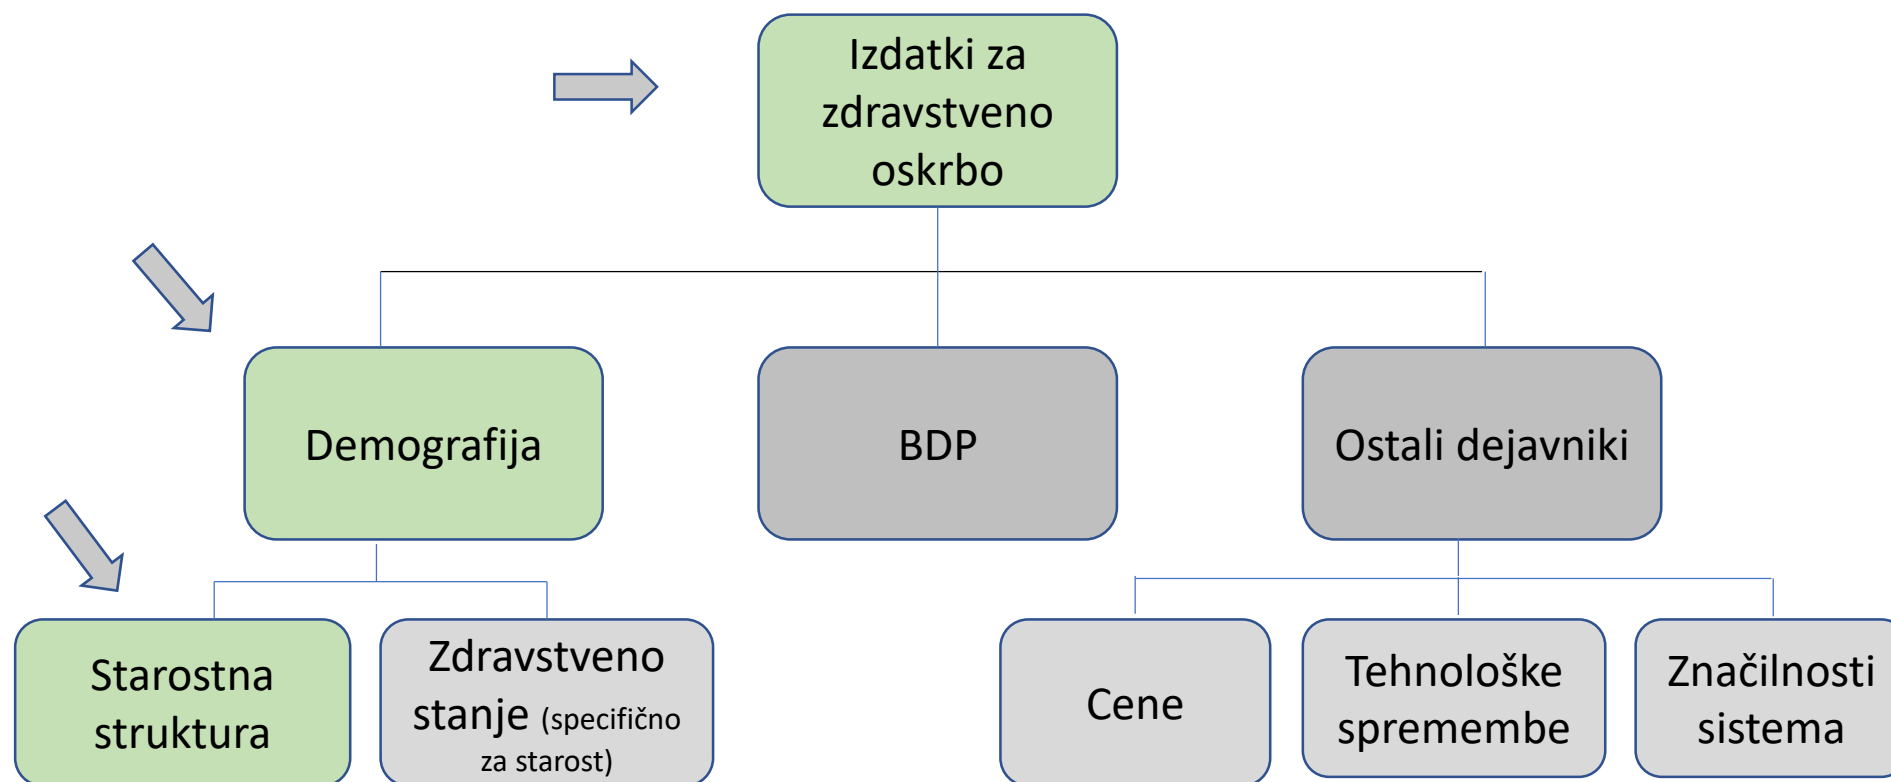 Izdatki za
zdravstveno
oskrbo
Demografija
BDP
Ostali dejavniki
Starostna
struktura
Zdravstveno
stanje (specifično
za starost)
Cene
Tehnološke
spremembe
Značilnosti
sistema